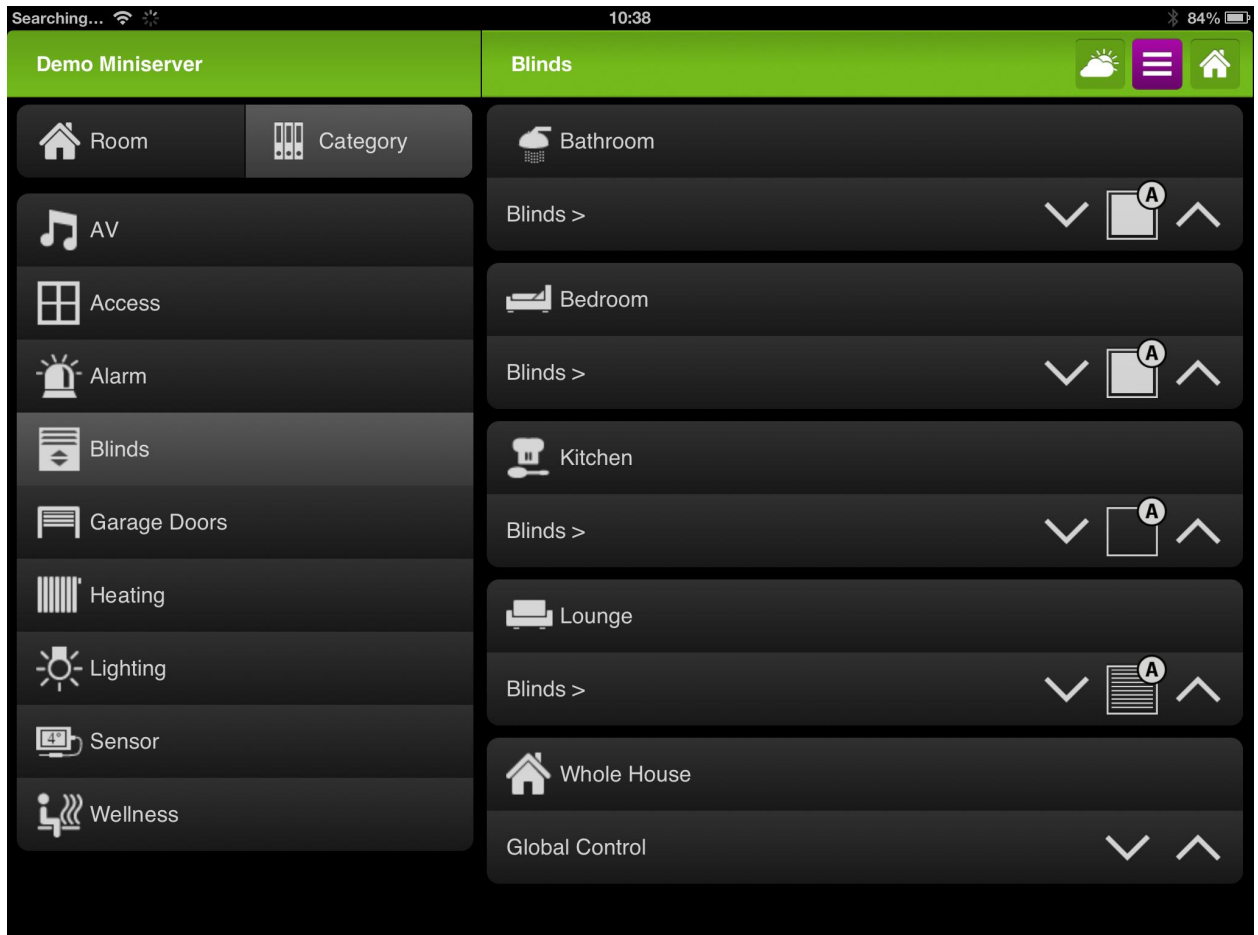 Searching... 10:38 84%
Demo Miniserver
Blinds
Room
Category
AV
Access
Alarm
Blinds
Garage Doors
Heating
Lighting
4° Sensor
Wellness
Bathroom
Blinds > A
Bedroom
Blinds > A
Kitchen
Blinds > A
Lounge
Blinds > A
Whole House
Global Control